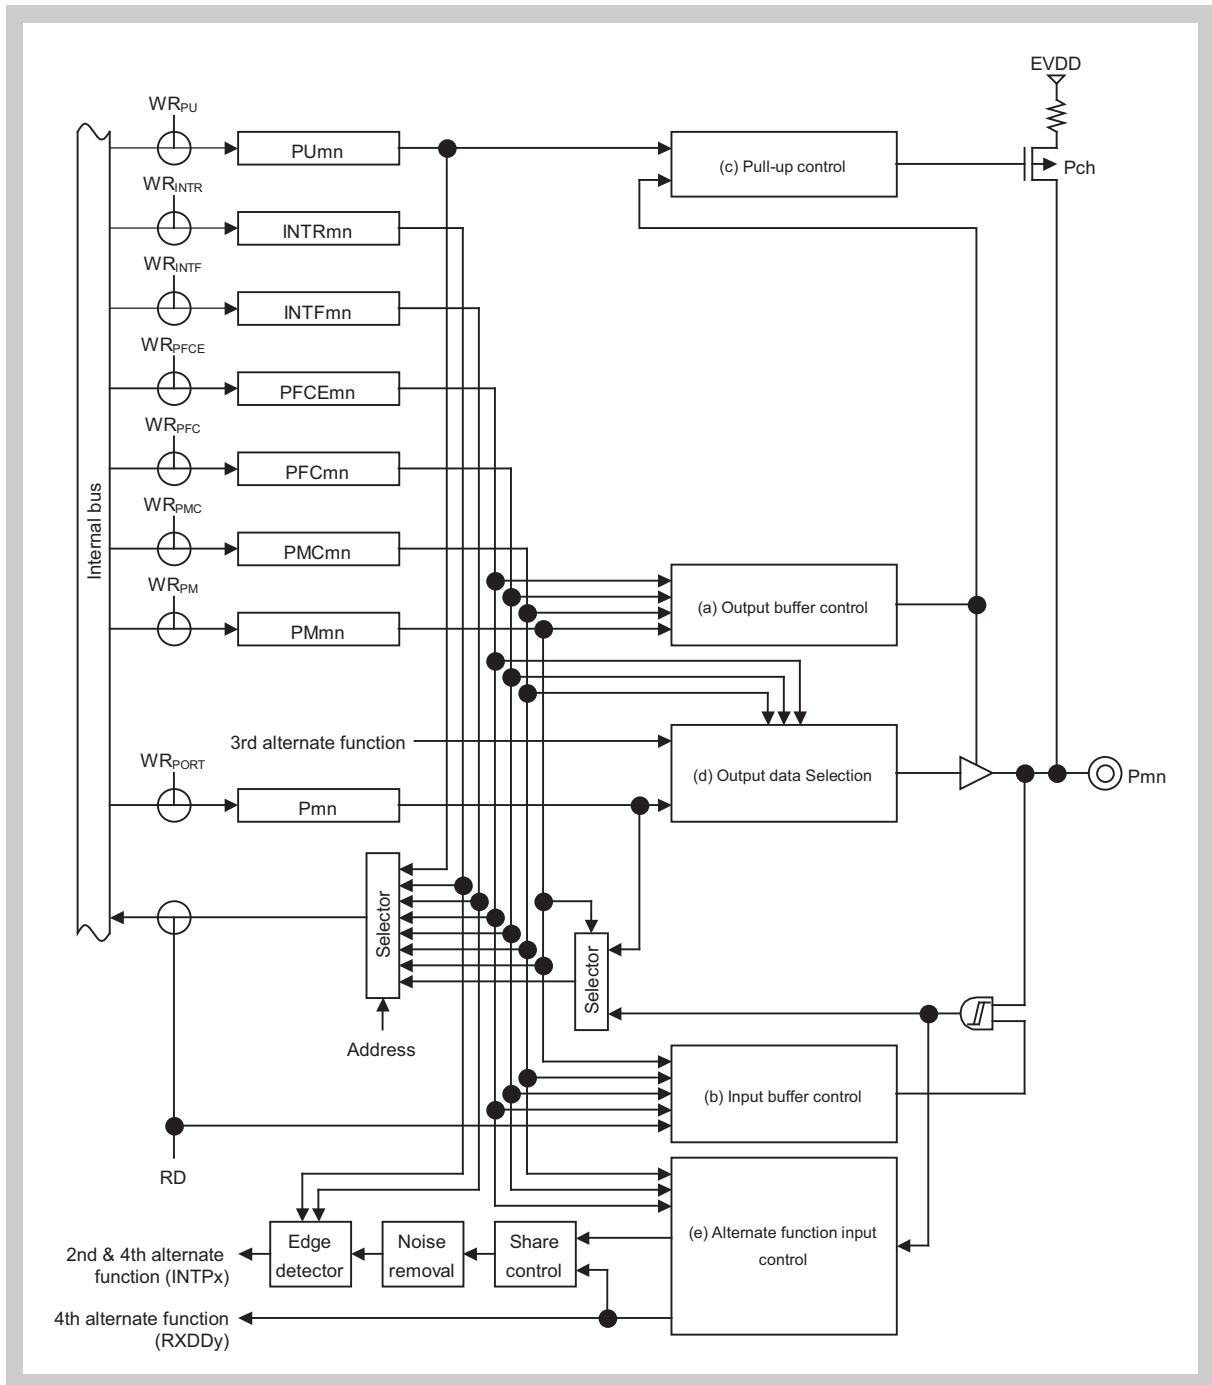 EVDD
WRPU
PUmn
(c) Pull-up control
Pch
WRINTR
INTRmn
WRINTF
INTFmn
WRPFCE
PFCEmn
WRPFC
PFCmn
Internal bus
WRPMC
PMCmn
WRPM
PMmn
(a) Output buffer control
3rd alternate function
WRPORT
Pmn
(d) Output data Selection
Pmn
Selector
Selector
Address
(b) Input buffer control
RD
(e) Alternate function input
control
Edge
detector
Noise
removal
Share
control
2nd & 4th alternate
function (INTPx)
4th alternate function
(RXDDy)